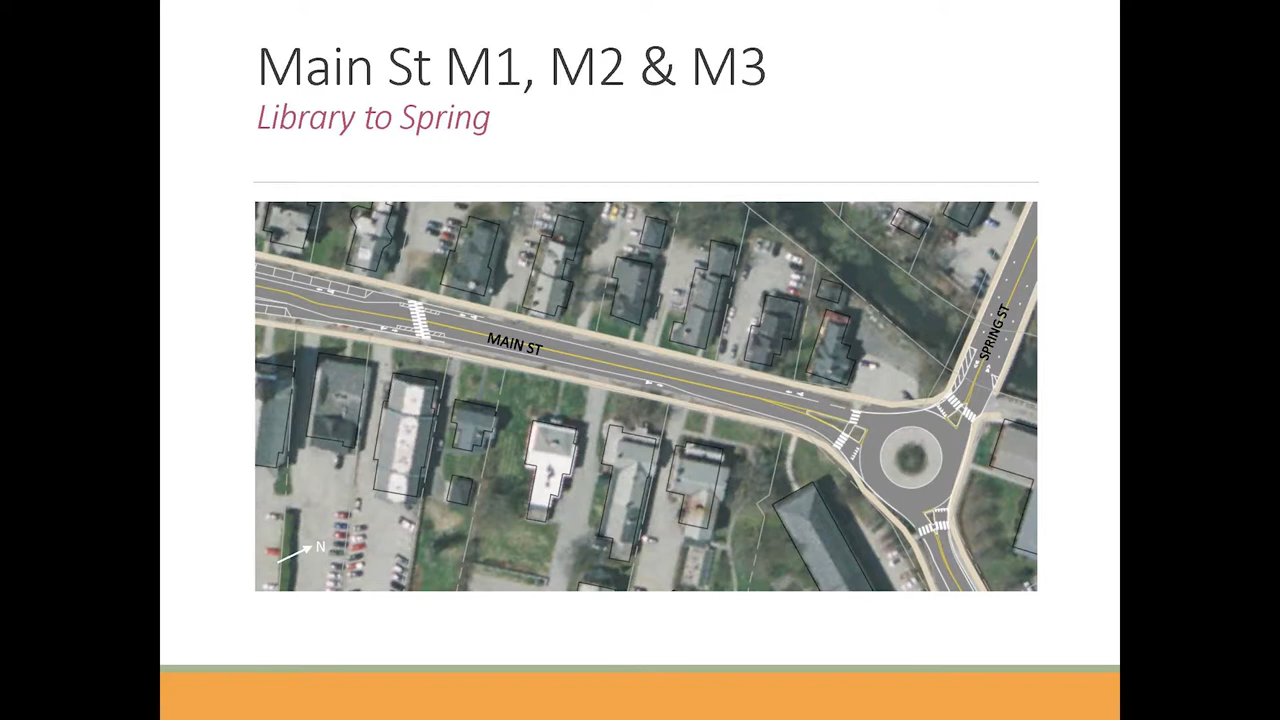 Main St M1, M2 & M3
Library to Spring
MAIN ST
SPRING ST
N